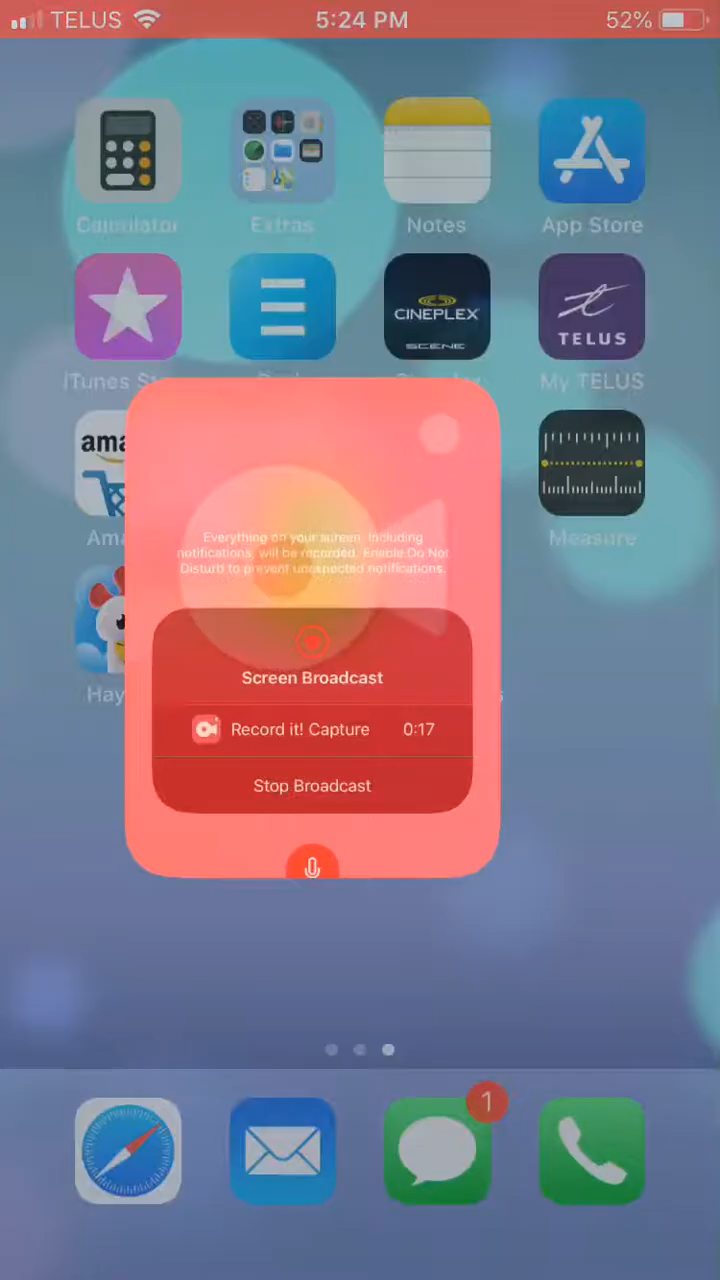 TELUS 5:24 PM 52%
Calculator Extras Notes App Store
CINEPLEX
SCENE
TELUS
iTunes My TELUS
Measure
Everything on your screen, including
notifications, will be recorded. Enable Do Not
Disturb to prevent unexpected notifications.
Screen Broadcast
Record it! Capture 0:17
Stop Broadcast
1